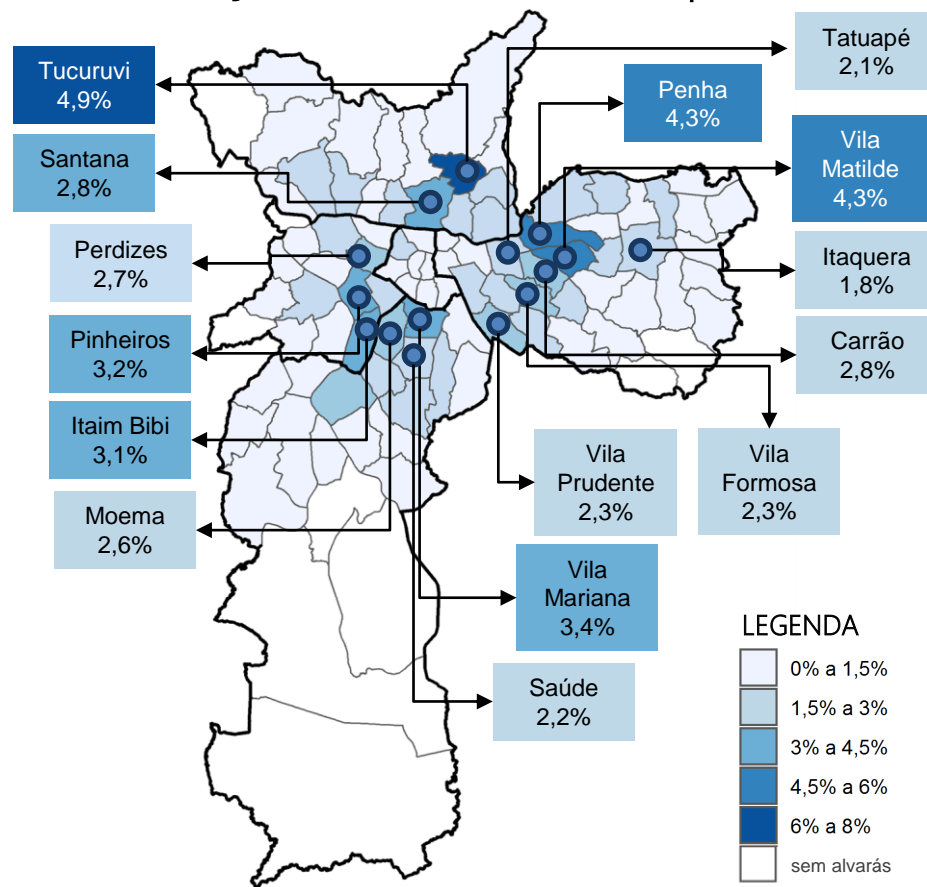 Tatuapé
2,1%
Tucuruvi
4,9%
Penha
4,3%
Vila
Matilde
4,3%
Santana
2,8%
Perdizes
2,7%
Itaquera
1,8%
Pinheiros
3,2%
Carrão
2,8%
Itaim Bibi
3,1%
Vila
Prudente
2,3%
Vila
Formosa
2,3%
Moema
2,6%
Vila
Mariana
3,4%
Saúde
2,2%
LEGENDA
0% a 1,5%
1,5% a 3%
3% a 4,5%
4,5% a 6%
6% a 8%
sem alvarás